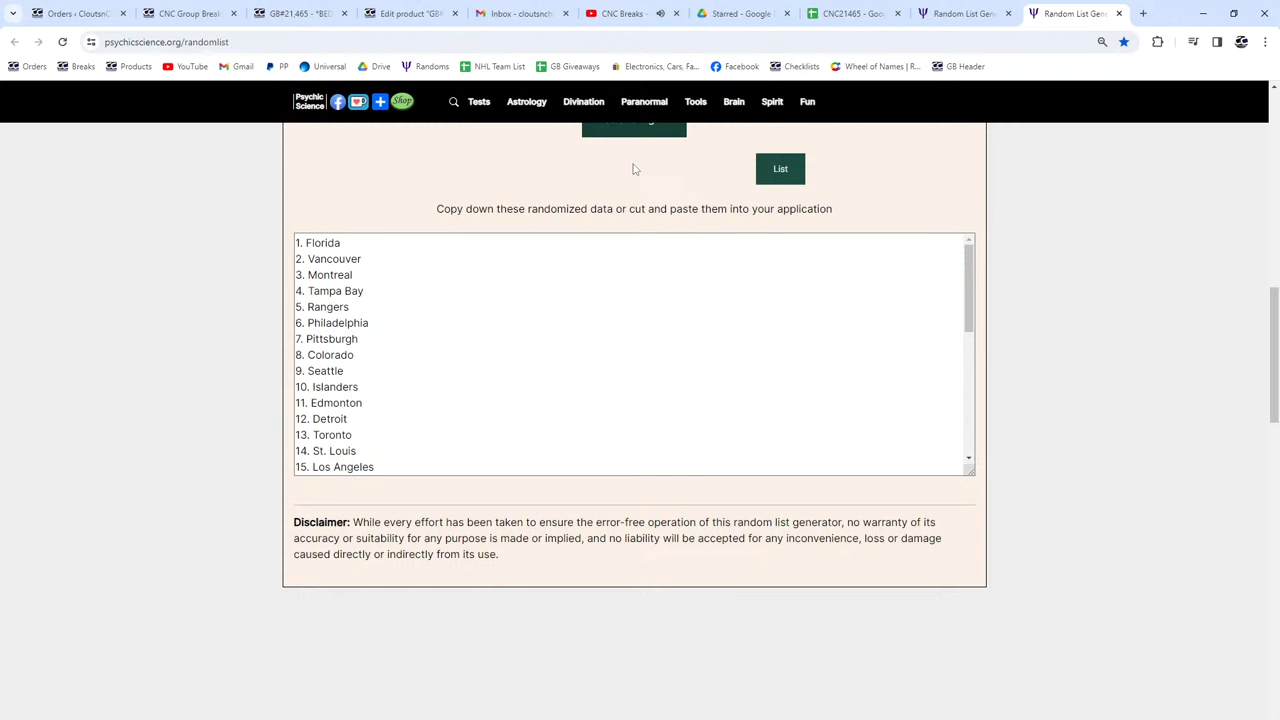 Orders ‹ CloutsnC
CNC Group Break
GB#21,465 - *BED
Edit product "GB
Inbox - cloutsnch
CNC Breaks -
Starred - Google
CNC21465 - Goo
Random List Gen
Random List Gene
psychicscience.org/randomlist
Orders Breaks Products YouTube Gmail PP Universal Drive Randoms NHL Team List GB Giveaways Electronics, Cars, Fa... Facebook Checklists Wheel of Names | R... GB Header
Psychic Science Shop Tests Astrology Divination Paranormal Tools Brain Spirit Fun
List
Copy down these randomized data or cut and paste them into your application
1. Florida
2. Vancouver
3. Montreal
4. Tampa Bay
5. Rangers
6. Philadelphia
7. Pittsburgh
8. Colorado
9. Seattle
10. Islanders
11. Edmonton
12. Detroit
13. Toronto
14. St. Louis
15. Los Angeles
Disclaimer: While every effort has been taken to ensure the error-free operation of this random list generator, no warranty of its
accuracy or suitability for any purpose is made or implied, and no liability will be accepted for any inconvenience, loss or damage
caused directly or indirectly from its use.